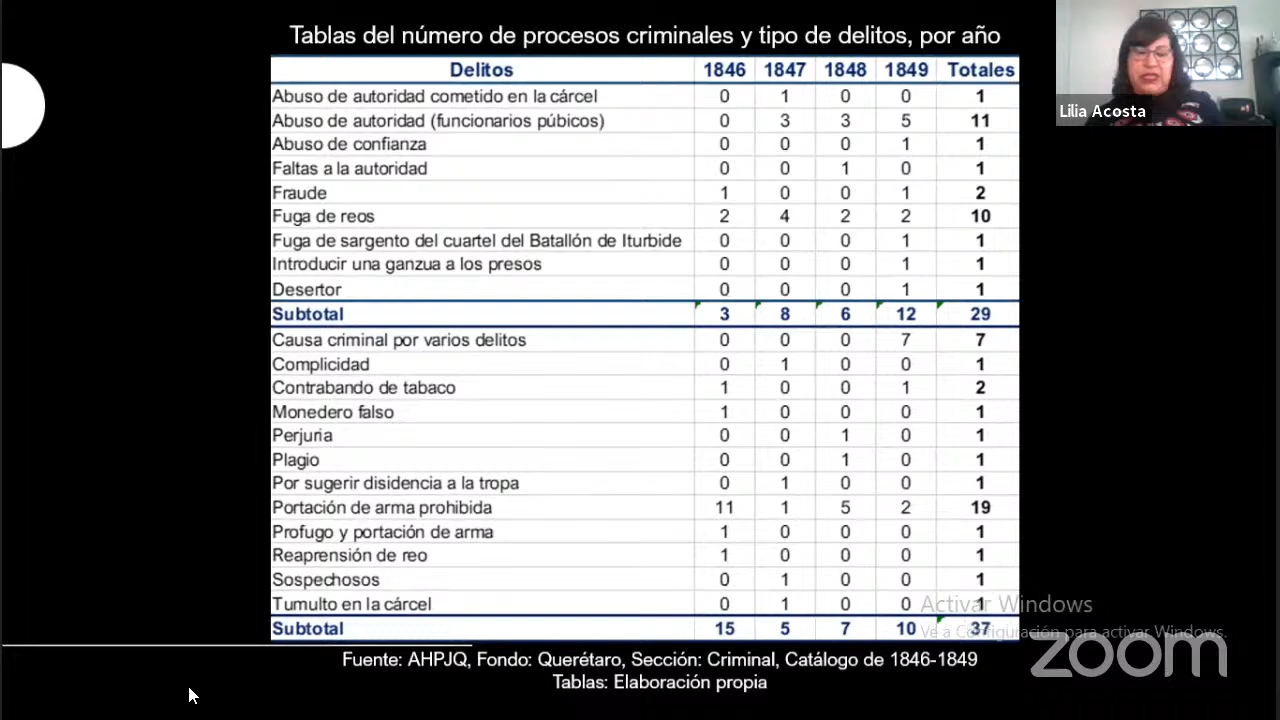 Tablas del número de procesos criminales y tipo de delitos, por año
Delitos 1846 1847 1848 1849 Totales
Abuso de autoridad cometido en la cárcel 0 1 0 0 1
Abuso de autoridad (funcionarios púbicos) 0 3 3 5 11
Abuso de confianza 0 0 0 1 1
Faltas a la autoridad 0 0 1 0 1
Fraude 1 0 0 1 2
Fuga de reos 2 4 2 2 10
Fuga de sargento del cuartel del Batallón de Iturbide 0 0 0 1 1
Introducir una ganzua a los presos 0 0 0 1 1
Desertor 0 0 0 1 1
Subtotal 3 8 6 12 29
Causa criminal por varios delitos 0 0 0 7 7
Complicidad 0 1 0 0 1
Contrabando de tabaco 1 0 0 1 2
Monedero falso 1 0 0 0 1
Perjuria 0 0 1 0 1
Plagio 0 0 1 0 1
Por sugerir disidencia a la tropa 0 1 0 0 1
Portación de arma prohibida 11 1 5 2 19
Profugo y portación de arma 1 0 0 0 1
Reaprensión de reo 1 0 0 0 1
Sospechosos 0 1 0 0 1
Tumulto en la cárcel 0 1 0 0 1
Subtotal 15 5 7 10 37
Fuente: AHPJQ, Fondo: Querétaro, Sección: Criminal, Catálogo de 1846-1849
Tablas: Elaboración propia
Lilia Acosta
Activar Windows
Ve a Configuración para activar Windows.
zoom